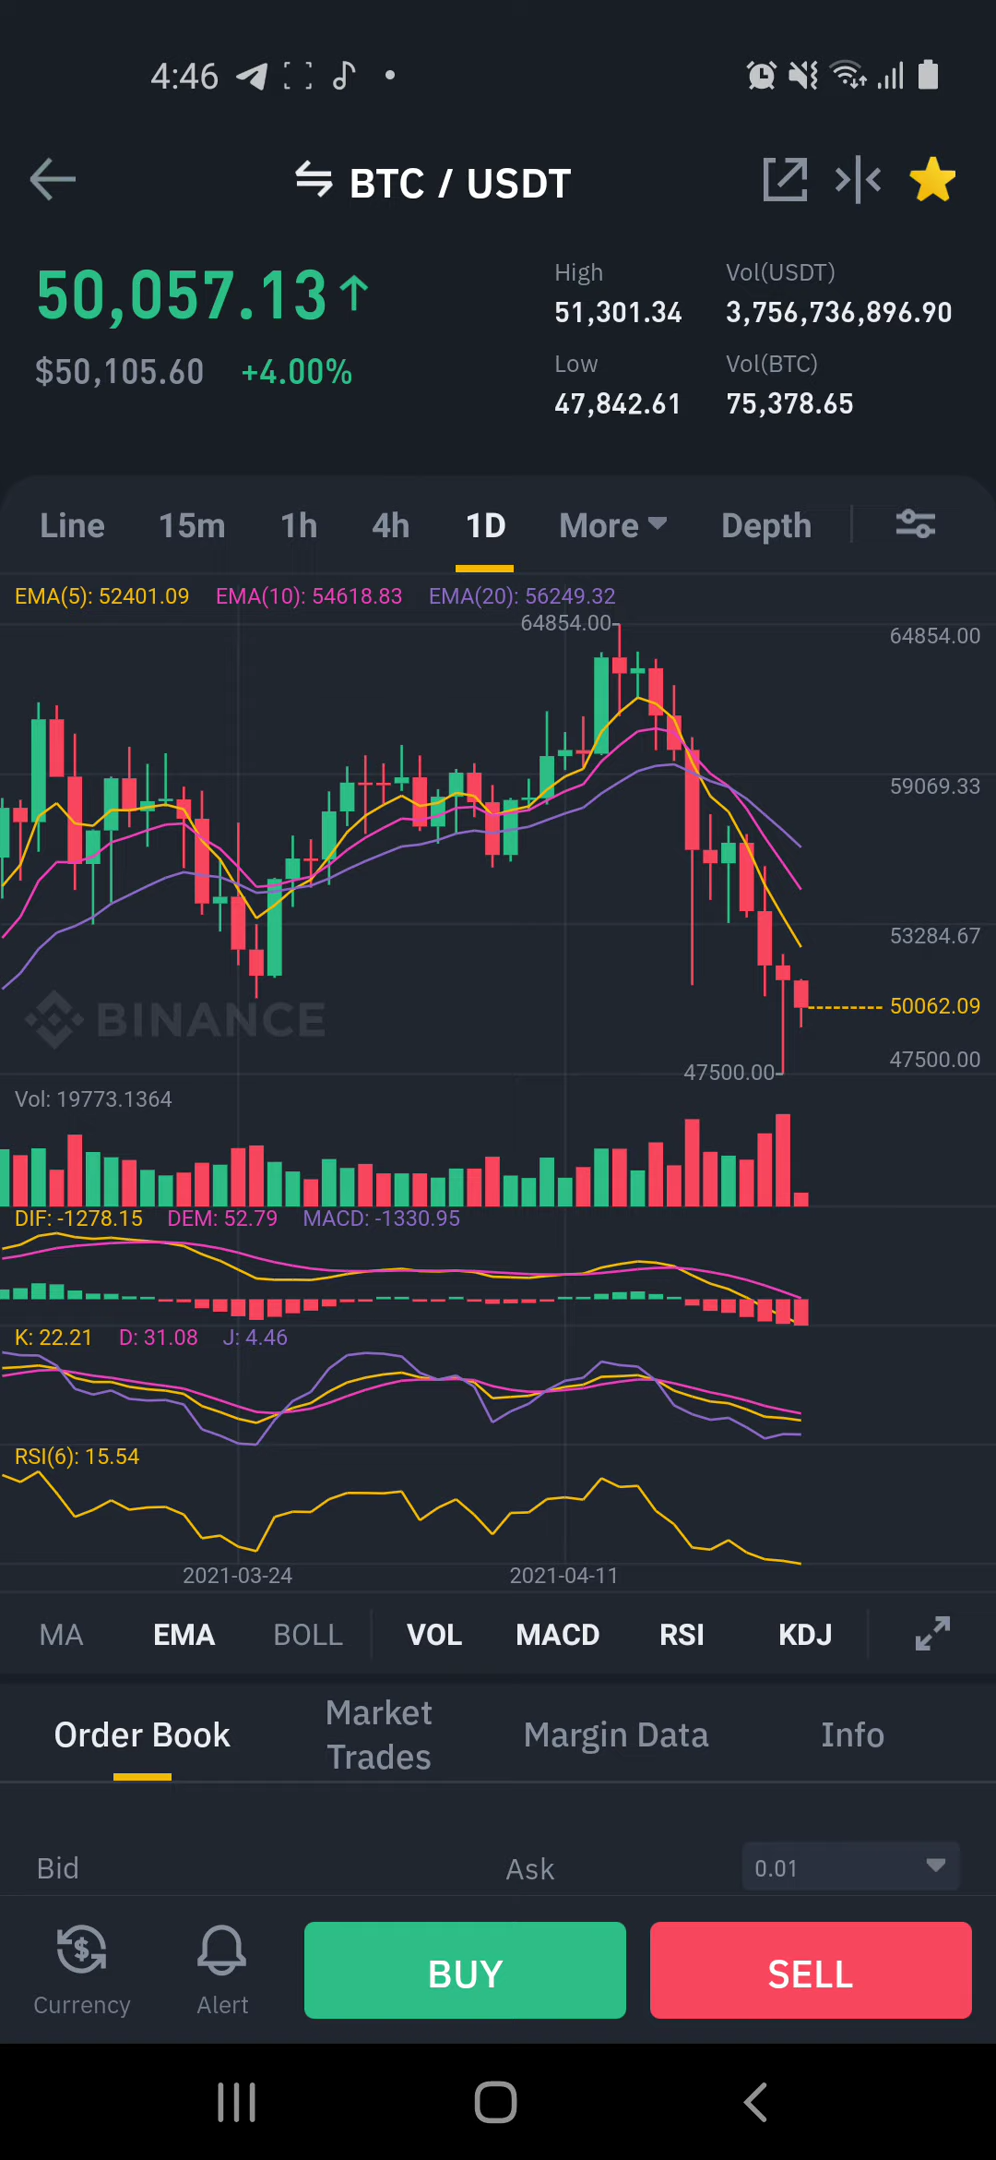 4:46
BTC / USDT
50,057.13
$50,105.60 +4.00%
High
51,301.34
Low
47,842.61
Vol(USDT)
3,756,736,896.90
Vol(BTC)
75,378.65
Line 15m 1h 4h 1D More Depth
EMA(5): 52401.09 EMA(10): 54618.83 EMA(20): 56249.32
64854.00
64854.00
59069.33
53284.67
50062.09
47500.00
47500.00
BINANCE
Vol: 19773.1364
DIF: -1278.15 DEM: 52.79 MACD: -1330.95
K: 22.21 D: 31.08 J: 4.46
RSI(6): 15.54
2021-03-24 2021-04-11
MA EMA BOLL VOL MACD RSI KDJ
Order Book
Market
Trades
Margin Data
Info
Bid Ask 0.01
Currency Alert BUY SELL